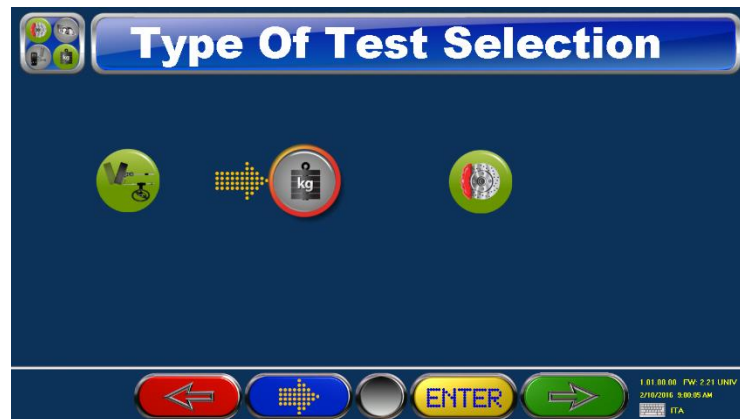 Type Of Test Selection
kg
ENTER
1.01.00.00 FW: 2.21 UNIV
2/10/2016 9:00:05 AM
ITA